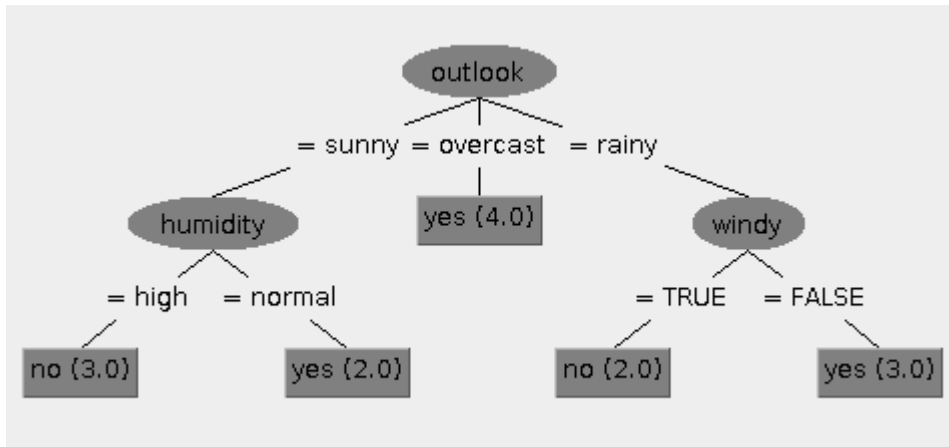 outlook
= sunny = overcast = rainy
humidity yes (4.0) windy
= high = normal = TRUE = FALSE
no (3.0) yes (2.0) no (2.0) yes (3.0)